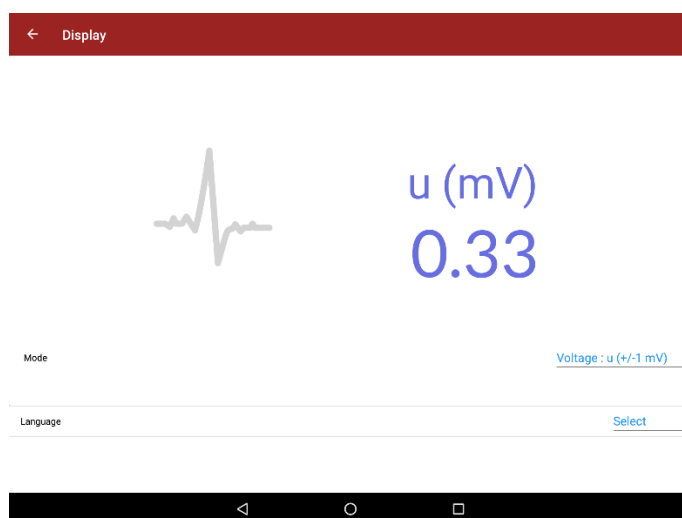 Display
u (mV)
0.33
Mode
Voltage : u (+/-1 mV)
Language
Select